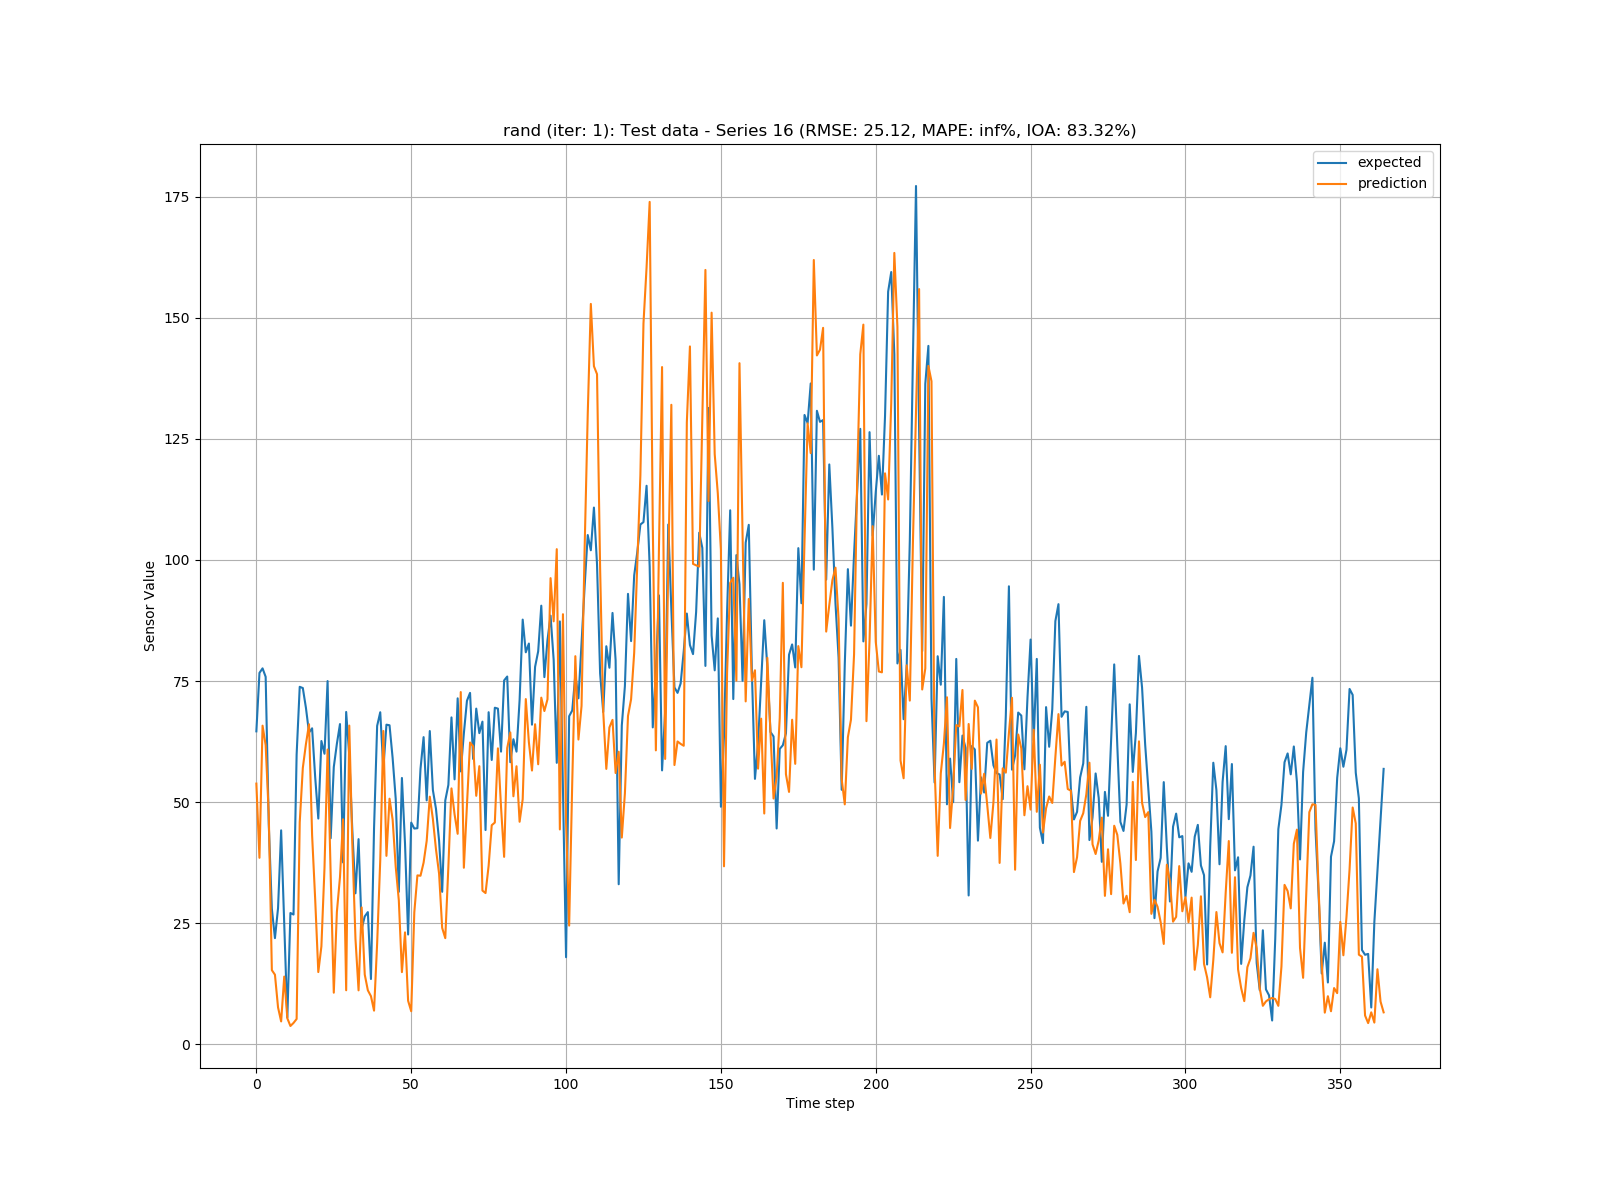 rand (iter: 1): Test data - Series 16 (RMSE: 25.12, MAPE: inf%, IOA: 83.32%)
expected
prediction
175
150
125
100
75
50
25
0
Sensor Value
0 50 100 150 200 250 300 350
Time step